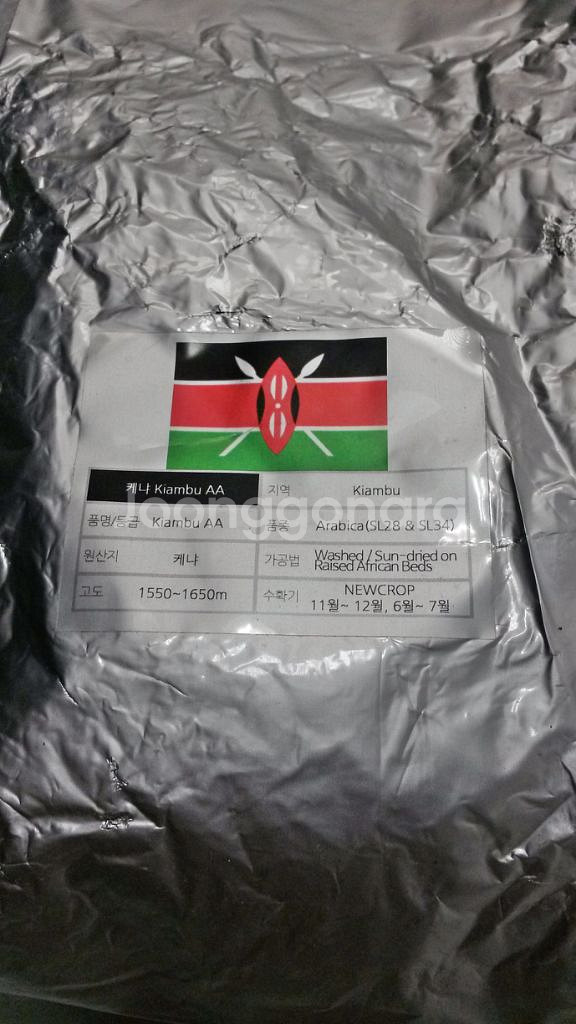 케냐 Kiambu AA
지역 Kiambu
품명/등급 Kiambu AA
품종 Arabica(SL28 & SL34)
원산지 케냐
가공법 Washed / Sun-dried on
Raised African Beds
고도 1550~1650m
수확기 NEWCROP
11월~ 12월, 6월~ 7월
joonggonara